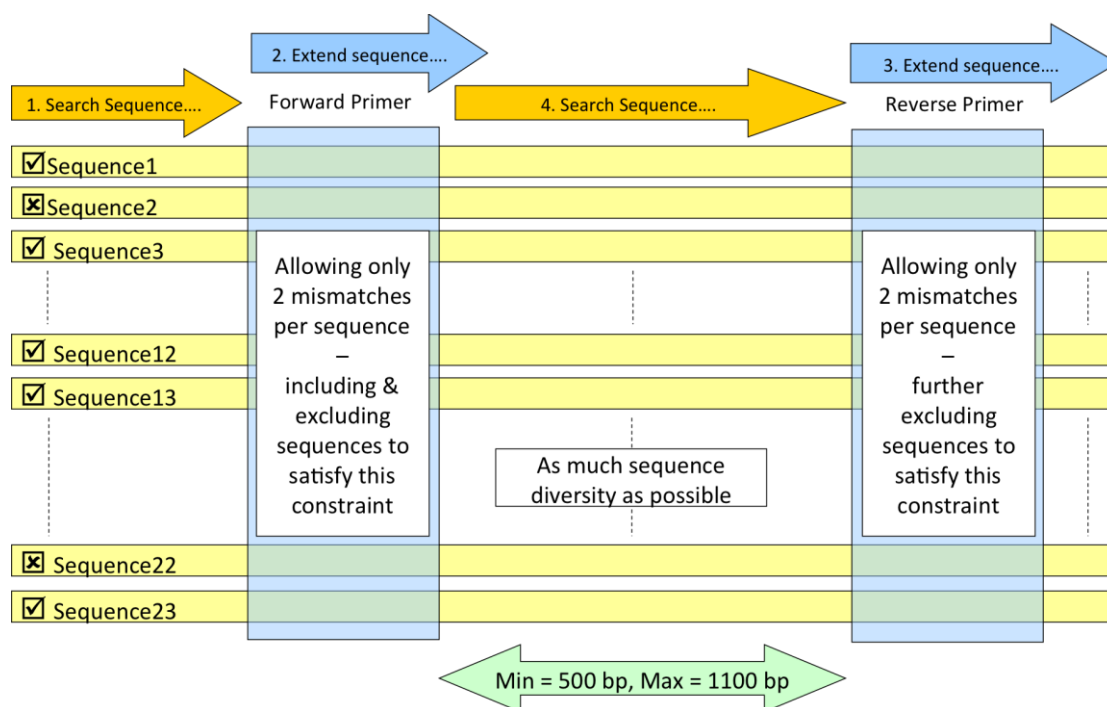 2. Extend sequence....
3. Extend sequence....
1. Search Sequence....
Forward Primer
4. Search Sequence....
Reverse Primer
Sequence1
Sequence2
Sequence3
Allowing only
2 mismatches
per sequence
–
including &
excluding
sequences to
satisfy this
constraint
Allowing only
2 mismatches
per sequence
–
further
excluding
sequences to
satisfy this
constraint
Sequence12
Sequence13
As much sequence
diversity as possible
Sequence22
Sequence23
Min = 500 bp, Max = 1100 bp